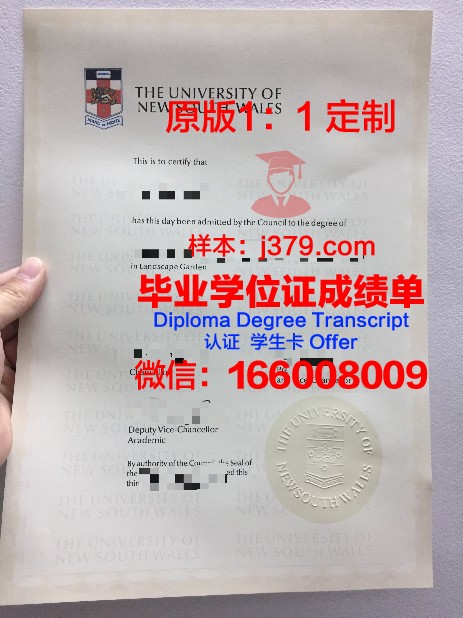 THE UNIVERSITY OF
NEW SOUTH WALES
原版1：1定制
This is to certify that
has this day been admitted by the Council to the degree of
样本：j379.com
in Landscape Garden
毕业学位证成绩单
Diploma Degree Transcript
认证 学生卡 Offer
微信：166008009
Deputy Vice-Chancellor
Academic
By authority of the Council, the Seal of
the
this
THE UNIVERSITY OF
NEW SOUTH WALES